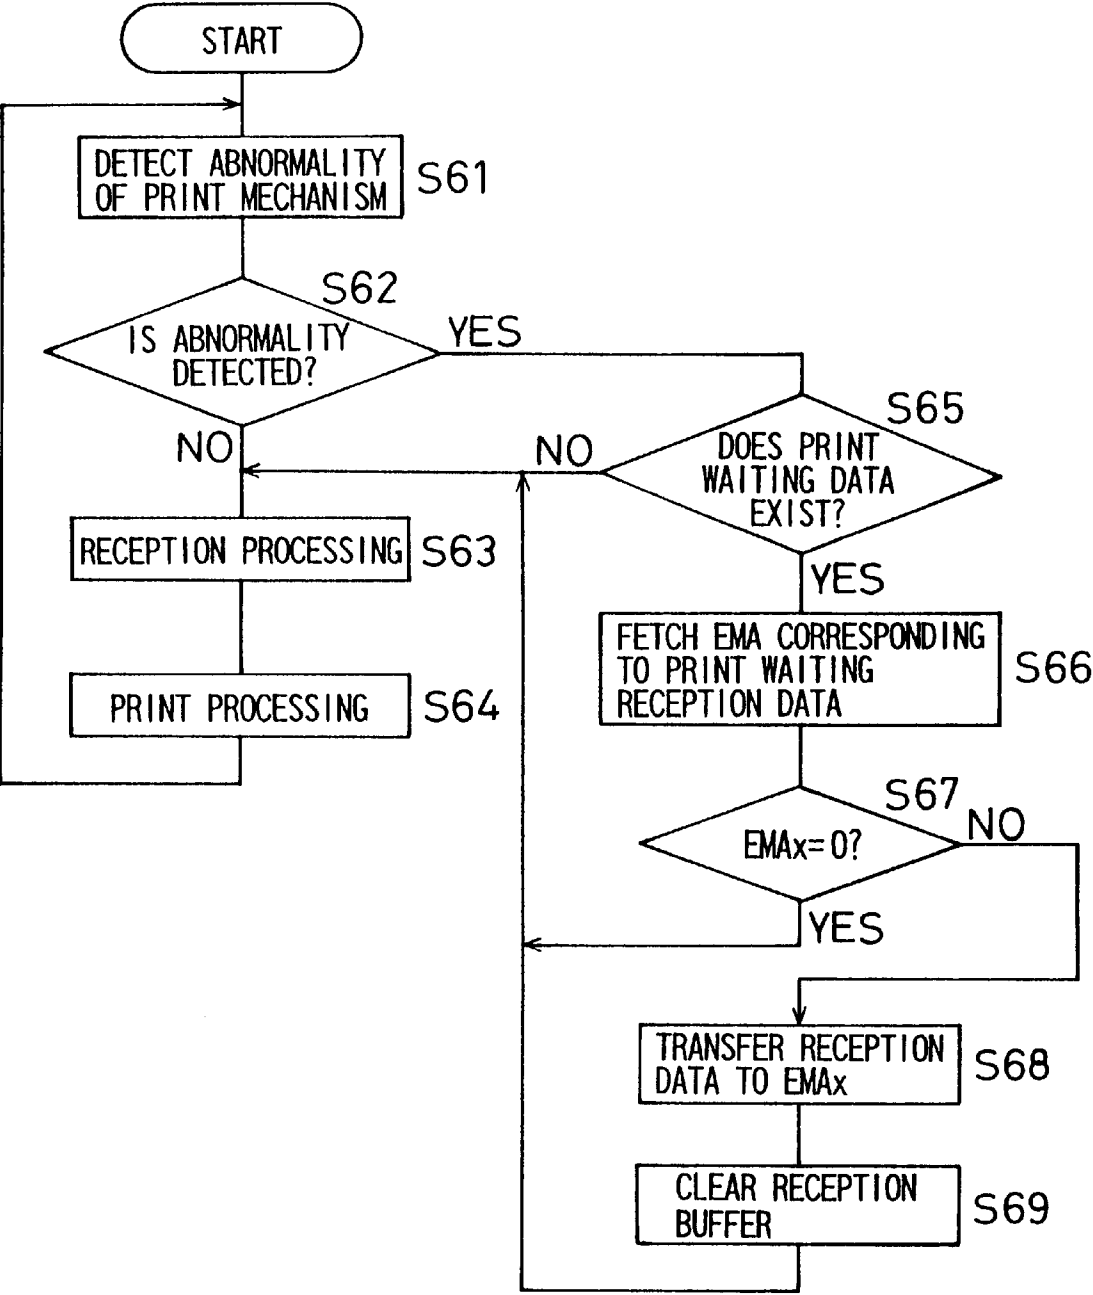 START
DETECT ABNORMALITY
OF PRINT MECHANISM
S61
S62
IS ABNORMALITY
DETECTED?
YES
NO
S65
DOES PRINT
WAITING DATA
EXIST?
NO
YES
RECEPTION PROCESSING
S63
FETCH EMA CORRESPONDING
TO PRINT WAITING
RECEPTION DATA
S66
PRINT PROCESSING
S64
S67
EMAx=0?
NO
YES
TRANSFER RECEPTION
DATA TO EMAx
S68
CLEAR RECEPTION
BUFFER
S69